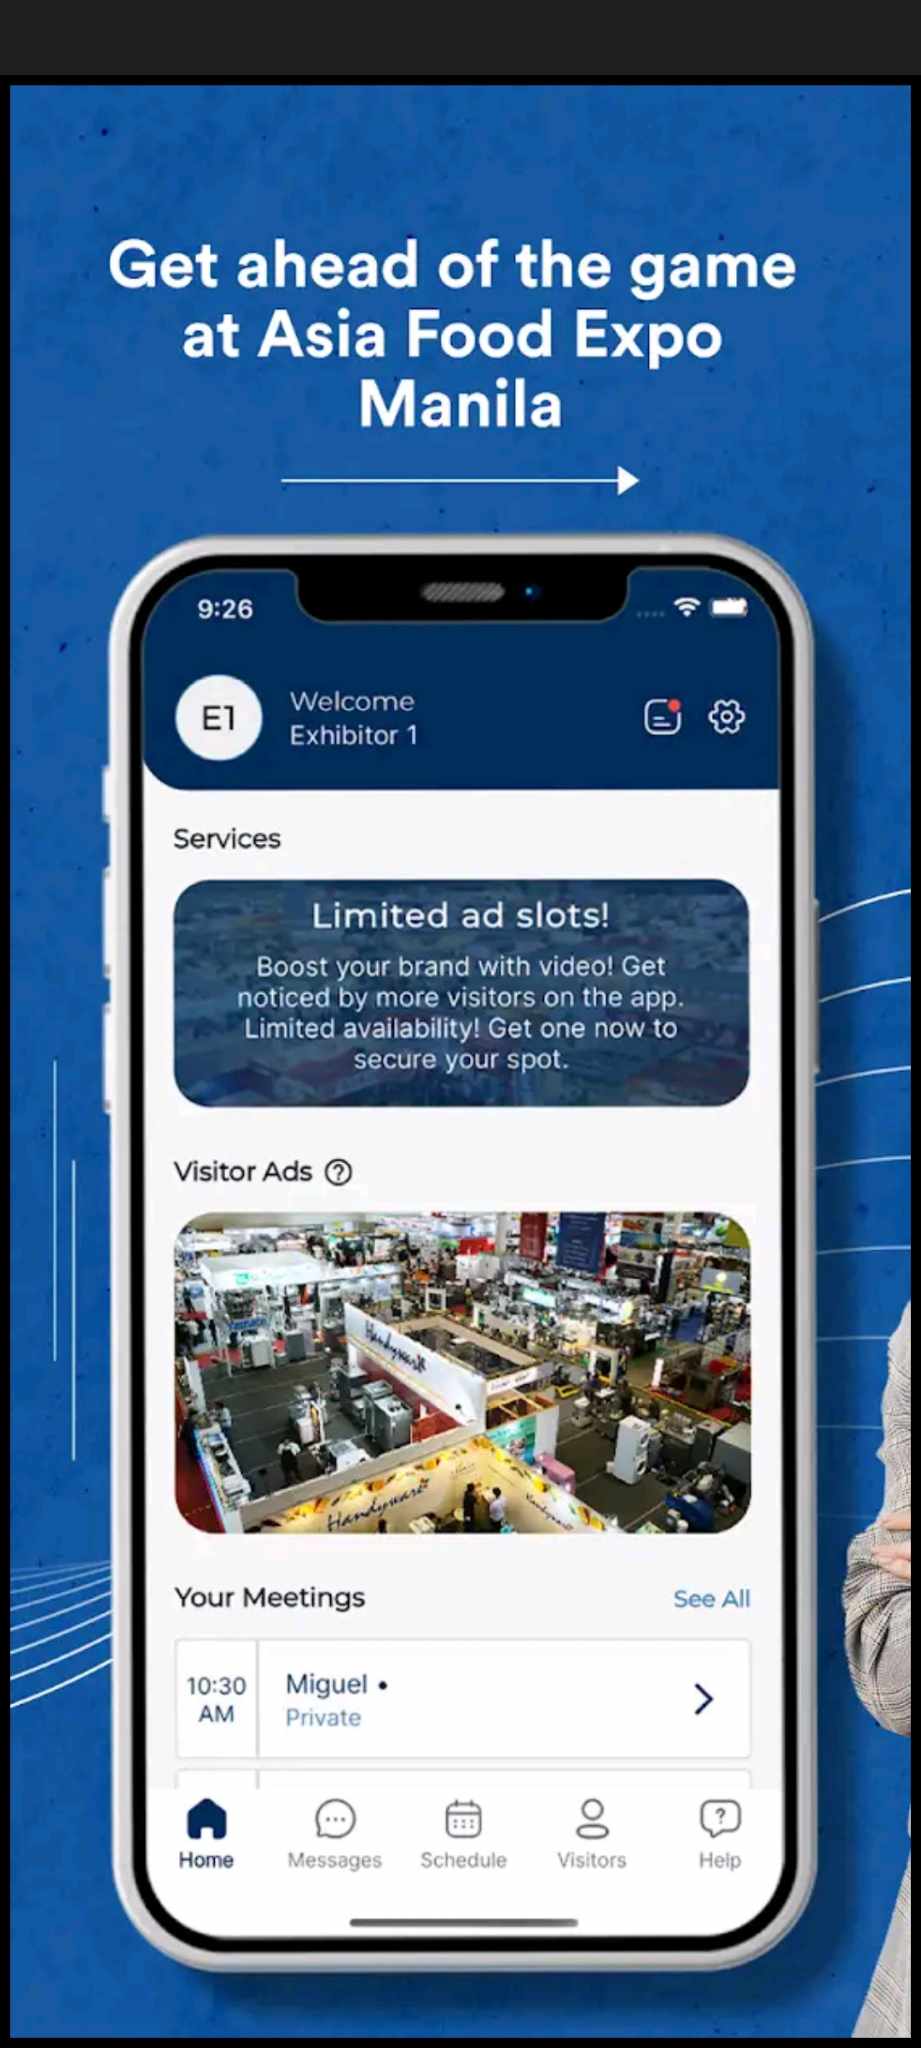 Get ahead of the game
at Asia Food Expo
Manila
9:26
E1
Welcome
Exhibitor 1
Services
Limited ad slots!
Boost your brand with video! Get
noticed by more visitors on the app.
Limited availability! Get one now to
secure your spot.
Visitor Ads ?
Handyware
Handyware
Your Meetings
See All
10:30
AM
Miguel •
Private
Home
Messages
Schedule
Visitors
Help